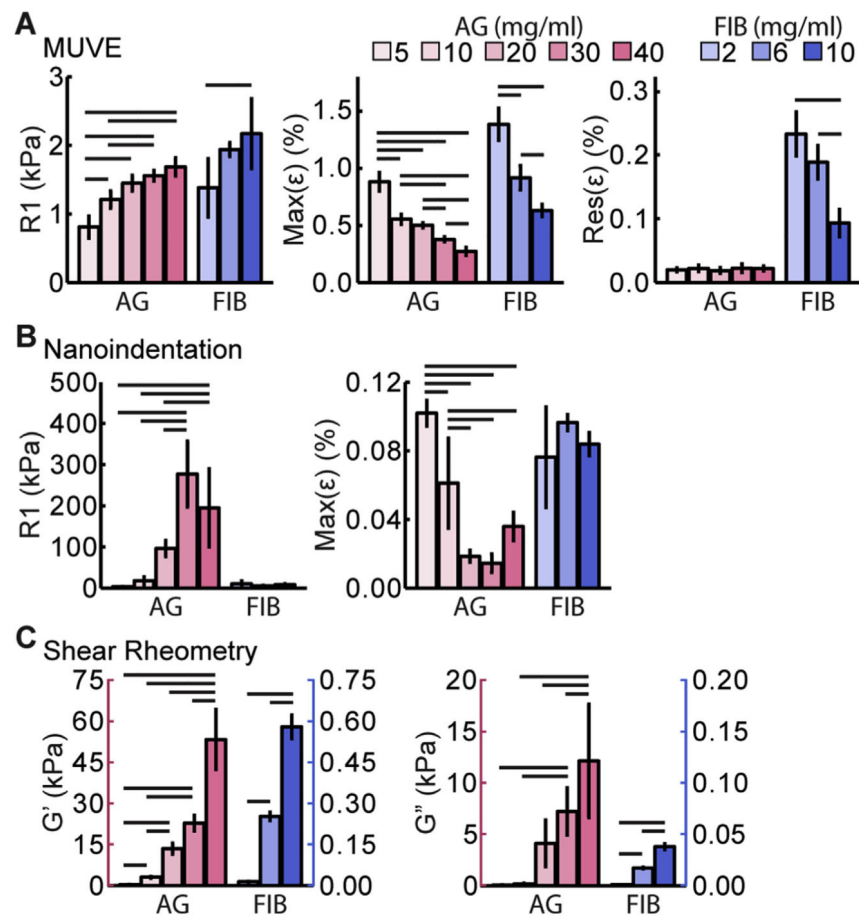 A
MUVE
AG (mg/ml)
5 10 20 30 40
FIB (mg/ml)
2 6 10
R1 (kPa)
3
2
1
0
AG FIB
Max(ε) (%)
1.5
1.0
0.5
0.0
AG FIB
Res(ε) (%)
0.3
0.2
0.1
0.0
AG FIB
B
Nanoindentation
R1 (kPa)
500
400
300
200
100
0
AG FIB
Max(ε) (%)
0.12
0.08
0.04
0.00
AG FIB
C
Shear Rheometry
G' (kPa)
75
60
45
30
15
0
0.75
0.60
0.45
0.30
0.15
0.00
AG FIB
G" (kPa)
20
15
10
5
0
0.20
0.15
0.10
0.05
0.00
AG FIB